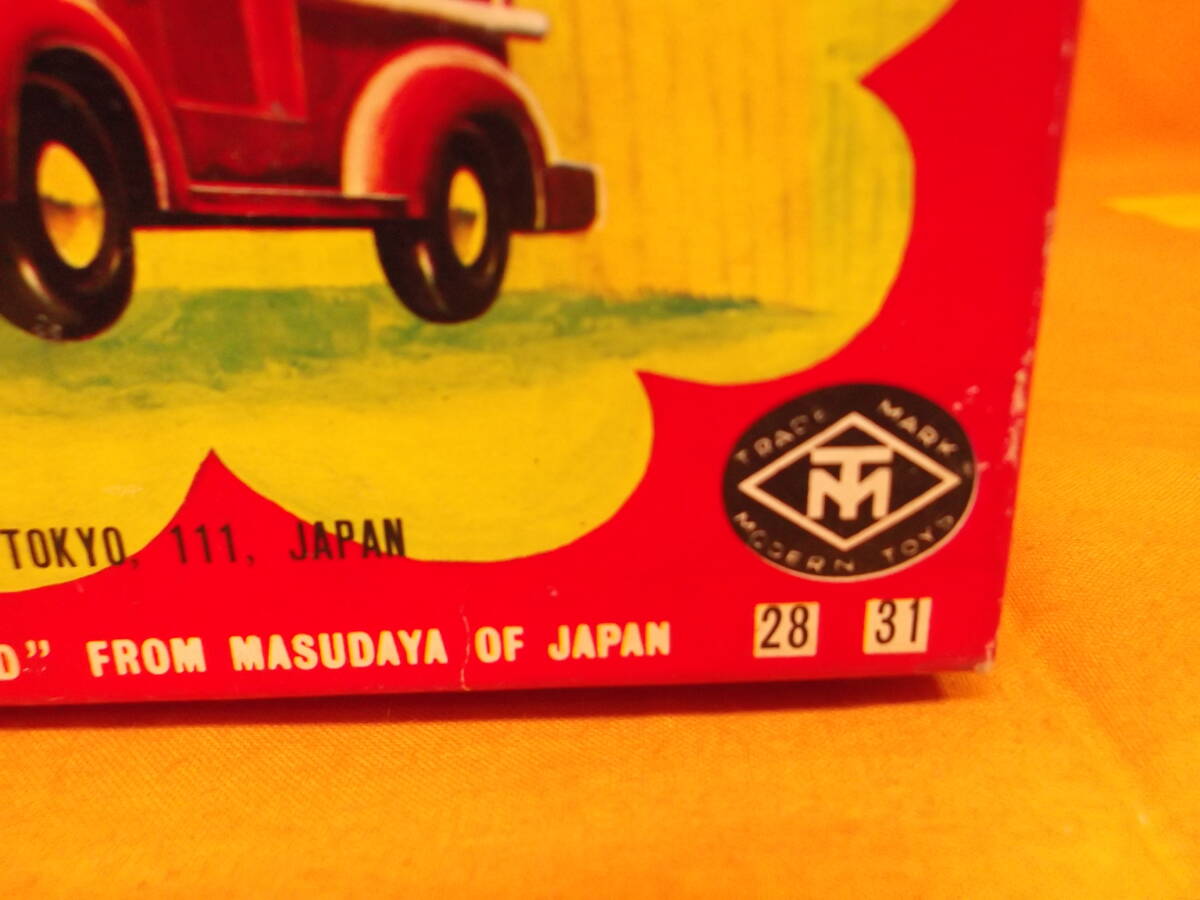 TRADE MARK
TM
MODERN TOYS
TOKYO, 111, JAPAN
D” FROM MASUDAYA OF JAPAN
28 31